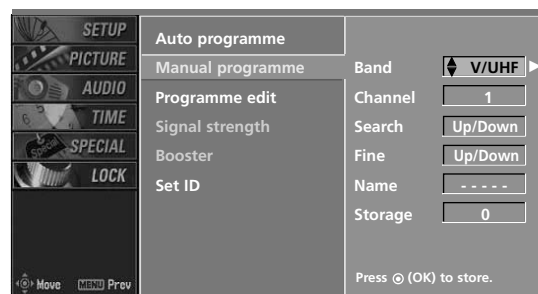 SETUP
PICTURE
AUDIO
TIME
Special SPECIAL
LOCK
Move MENU Prev
Auto programme
Manual programme
Programme edit
Signal strength
Booster
Set ID
Band V/UHF
Channel 1
Search Up/Down
Fine Up/Down
Name - - - - -
Storage 0
Press (OK) to store.